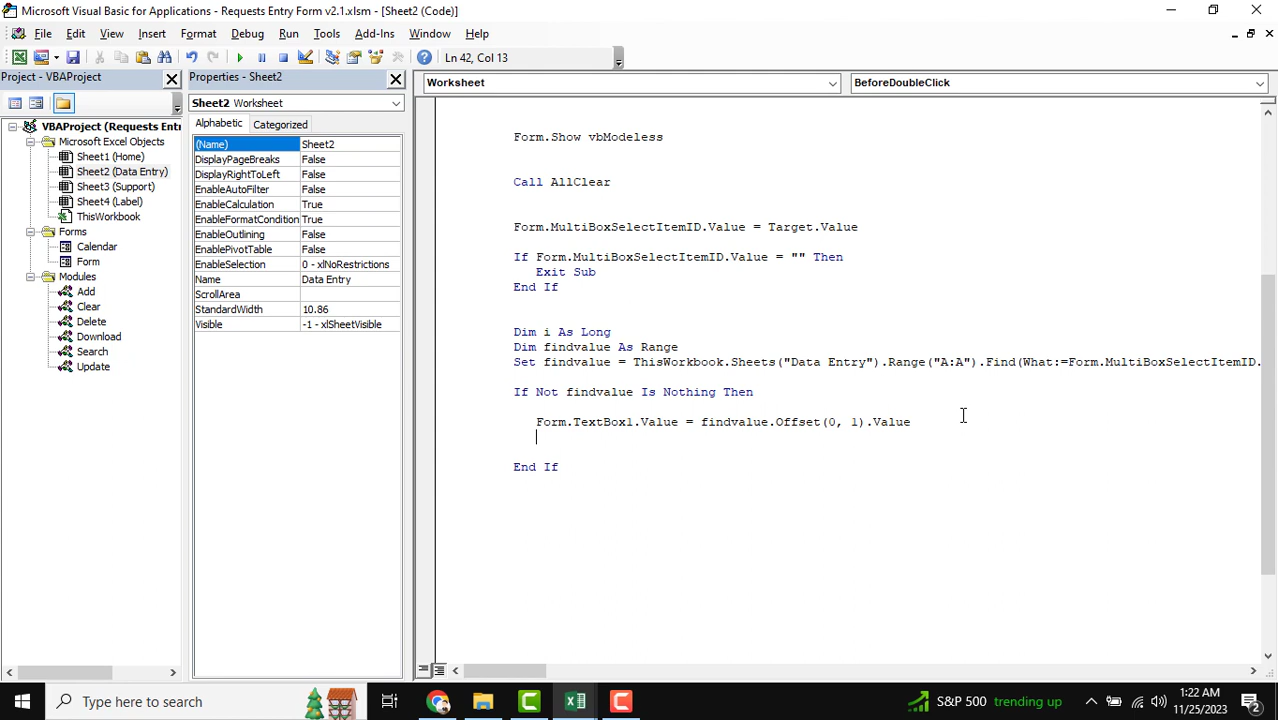 Microsoft Visual Basic for Applications - Requests Entry Form v2.1.xlsm - [Sheet2 (Code)]
File Edit View Insert Format Debug Run Tools Add-Ins Window Help
Ln 42, Col 13
Project - VBAProject
Properties - Sheet2
Worksheet
BeforeDoubleClick
Sheet2 Worksheet
Alphabetic Categorized
VBAProject (Requests Entr
Microsoft Excel Objects
Sheet1 (Home)
Sheet2 (Data Entry)
Sheet3 (Support)
Sheet4 (Label)
ThisWorkbook
Forms
Calendar
Form
Modules
Add
Clear
Delete
Download
Search
Update
(Name) Sheet2
DisplayPageBreaks False
DisplayRightToLeft False
EnableAutoFilter False
EnableCalculation True
EnableFormatCondition True
EnableOutlining False
EnablePivotTable False
EnableSelection 0 - xlNoRestrictions
Name Data Entry
ScrollArea
StandardWidth 10.86
Visible -1 - xlSheetVisible
Form.Show vbModeless
Call AllClear
Form.MultiBoxSelectItemID.Value = Target.Value
If Form.MultiBoxSelectItemID.Value = "" Then
Exit Sub
End If
Dim i As Long
Dim findvalue As Range
Set findvalue = ThisWorkbook.Sheets("Data Entry").Range("A:A").Find(What:=Form.MultiBoxSelectItemID.
If Not findvalue Is Nothing Then
Form.TextBox1.Value = findvalue.Offset(0, 1).Value
End If
Type here to search
S&P 500 trending up
1:22 AM
11/25/2023
2